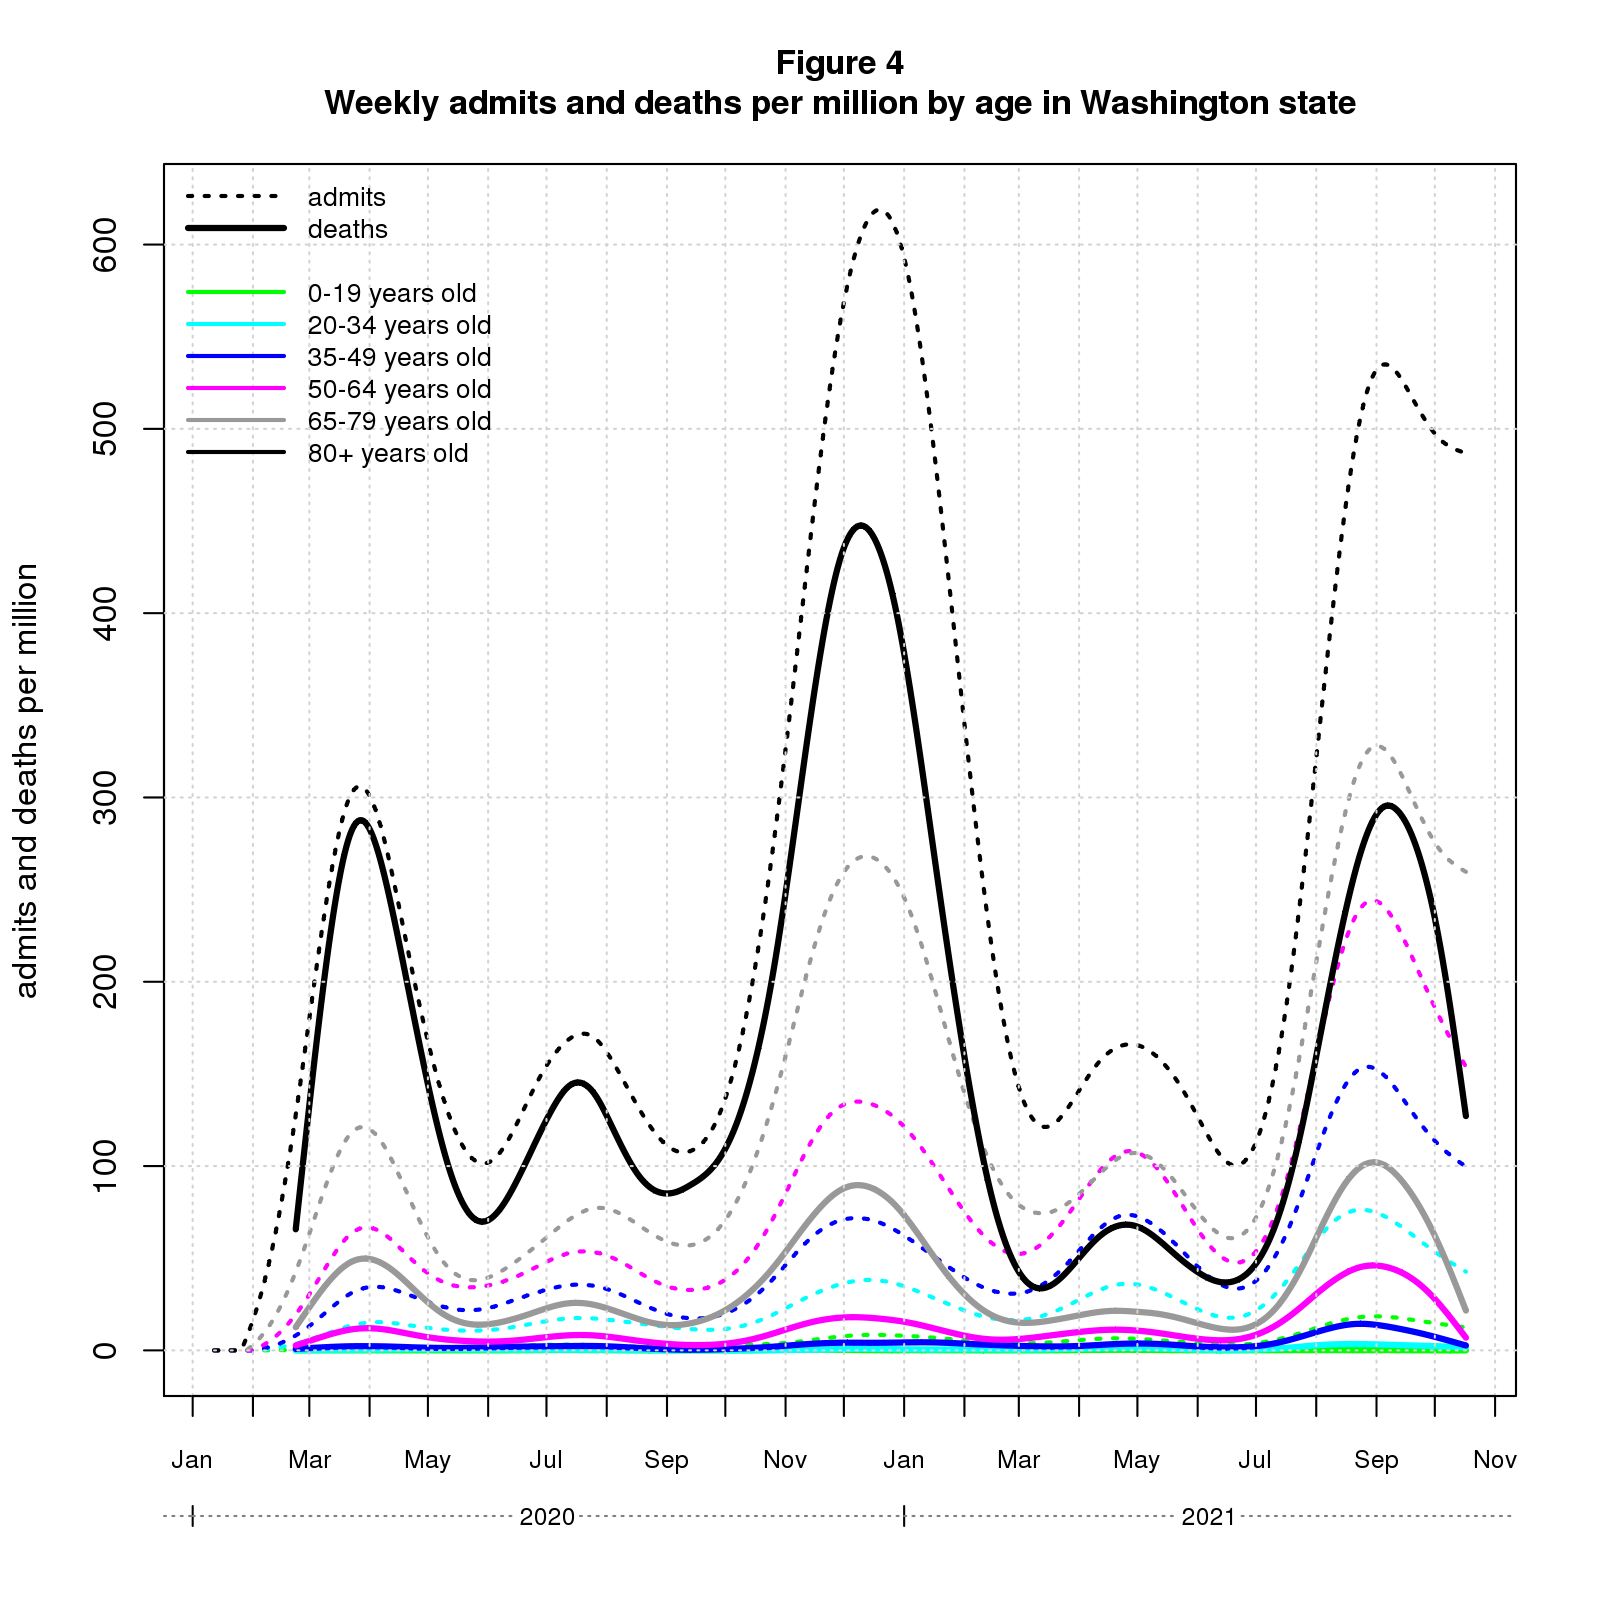 Figure 4
Weekly admits and deaths per million by age in Washington state
admits
deaths
0-19 years old
20-34 years old
35-49 years old
50-64 years old
65-79 years old
80+ years old
admits and deaths per million
600
500
400
300
200
100
0
Jan Mar May Jul Sep Nov Jan Mar May Jul Sep Nov
2020 2021